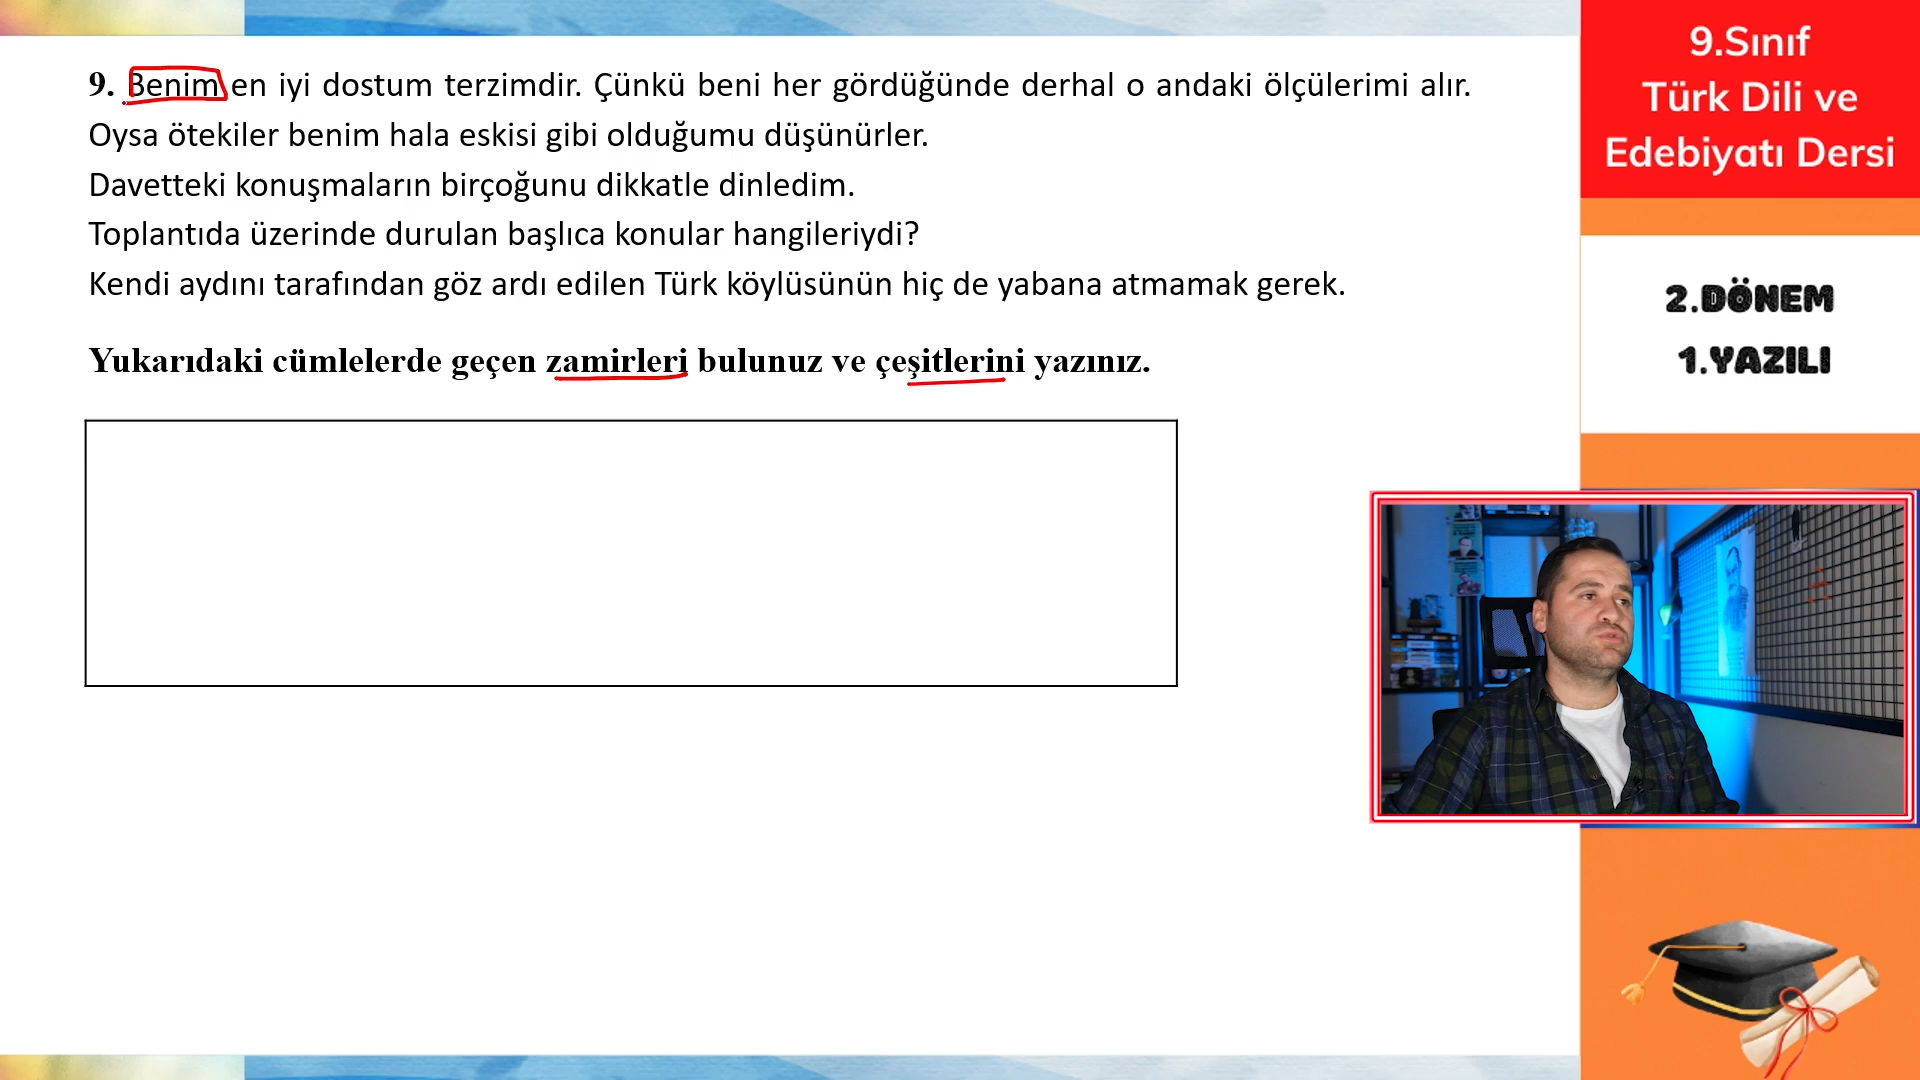 9. Benim en iyi dostum terzimdir. Çünkü beni her gördüğünde derhal o andaki ölçülerimi alır.
Oysa ötekiler benim hala eskisi gibi olduğumu düşünürler.
Davetteki konuşmaların birçoğunu dikkatle dinledim.
Toplantıda üzerinde durulan başlıca konular hangileriydi?
Kendi aydını tarafından göz ardı edilen Türk köylüsünün hiç de yabana atmamak gerek.
Yukarıdaki cümlelerde geçen zamirleri bulunuz ve çeşitlerini yazınız.
9.Sınıf
Türk Dili ve
Edebiyatı Dersi
2.DÖNEM
1.YAZILI